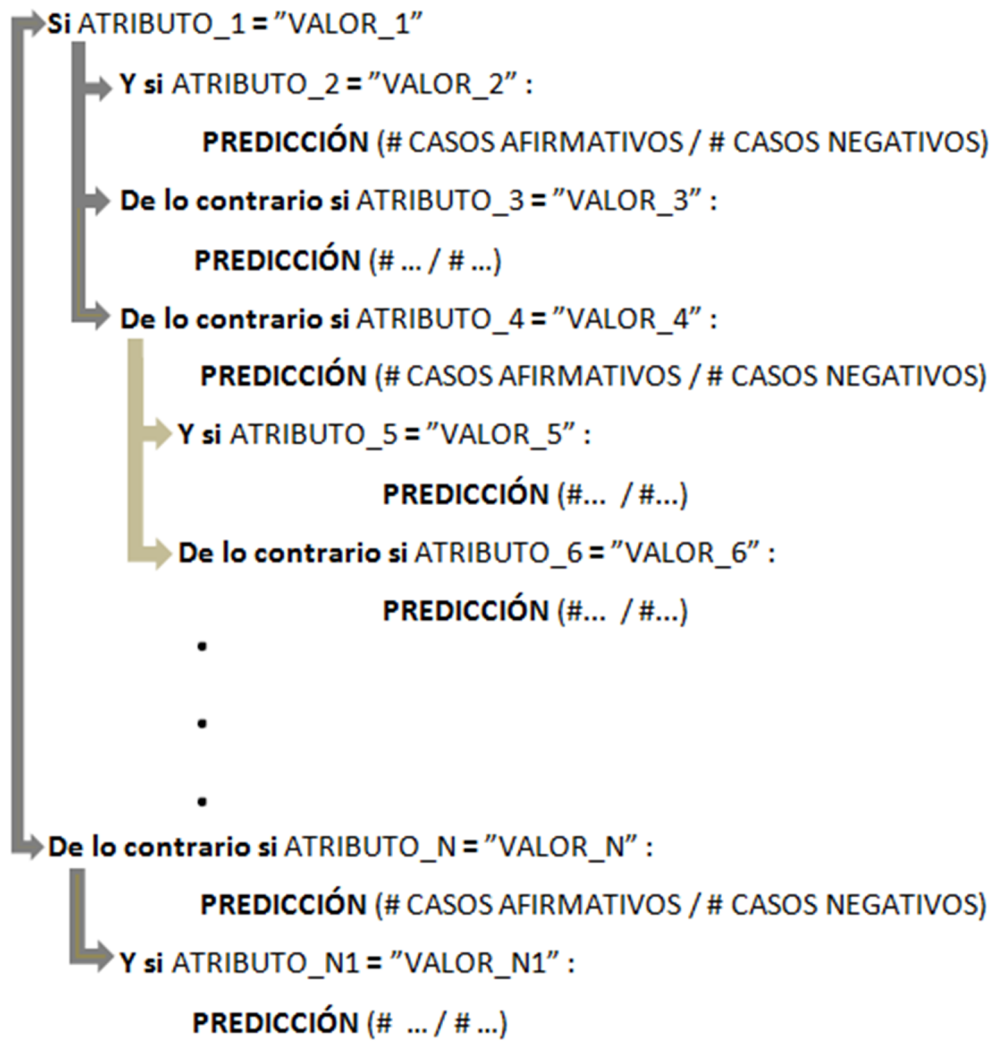 Si ATRIBUTO_1 = ”VALOR_1”
Y si ATRIBUTO_2 = ”VALOR_2” :
PREDICCIÓN (# CASOS AFIRMATIVOS / # CASOS NEGATIVOS)
De lo contrario si ATRIBUTO_3 = ”VALOR_3” :
PREDICCIÓN (# ... / # ...)
De lo contrario si ATRIBUTO_4 = ”VALOR_4” :
PREDICCIÓN (# CASOS AFIRMATIVOS / # CASOS NEGATIVOS)
Y si ATRIBUTO_5 = ”VALOR_5” :
PREDICCIÓN (#... / #...)
De lo contrario si ATRIBUTO_6 = ”VALOR_6” :
PREDICCIÓN (#... / #...)
.
.
.
De lo contrario si ATRIBUTO_N = ”VALOR_N” :
PREDICCIÓN (# CASOS AFIRMATIVOS / # CASOS NEGATIVOS)
Y si ATRIBUTO_N1 = ”VALOR_N1” :
PREDICCIÓN (# ... / # ...)